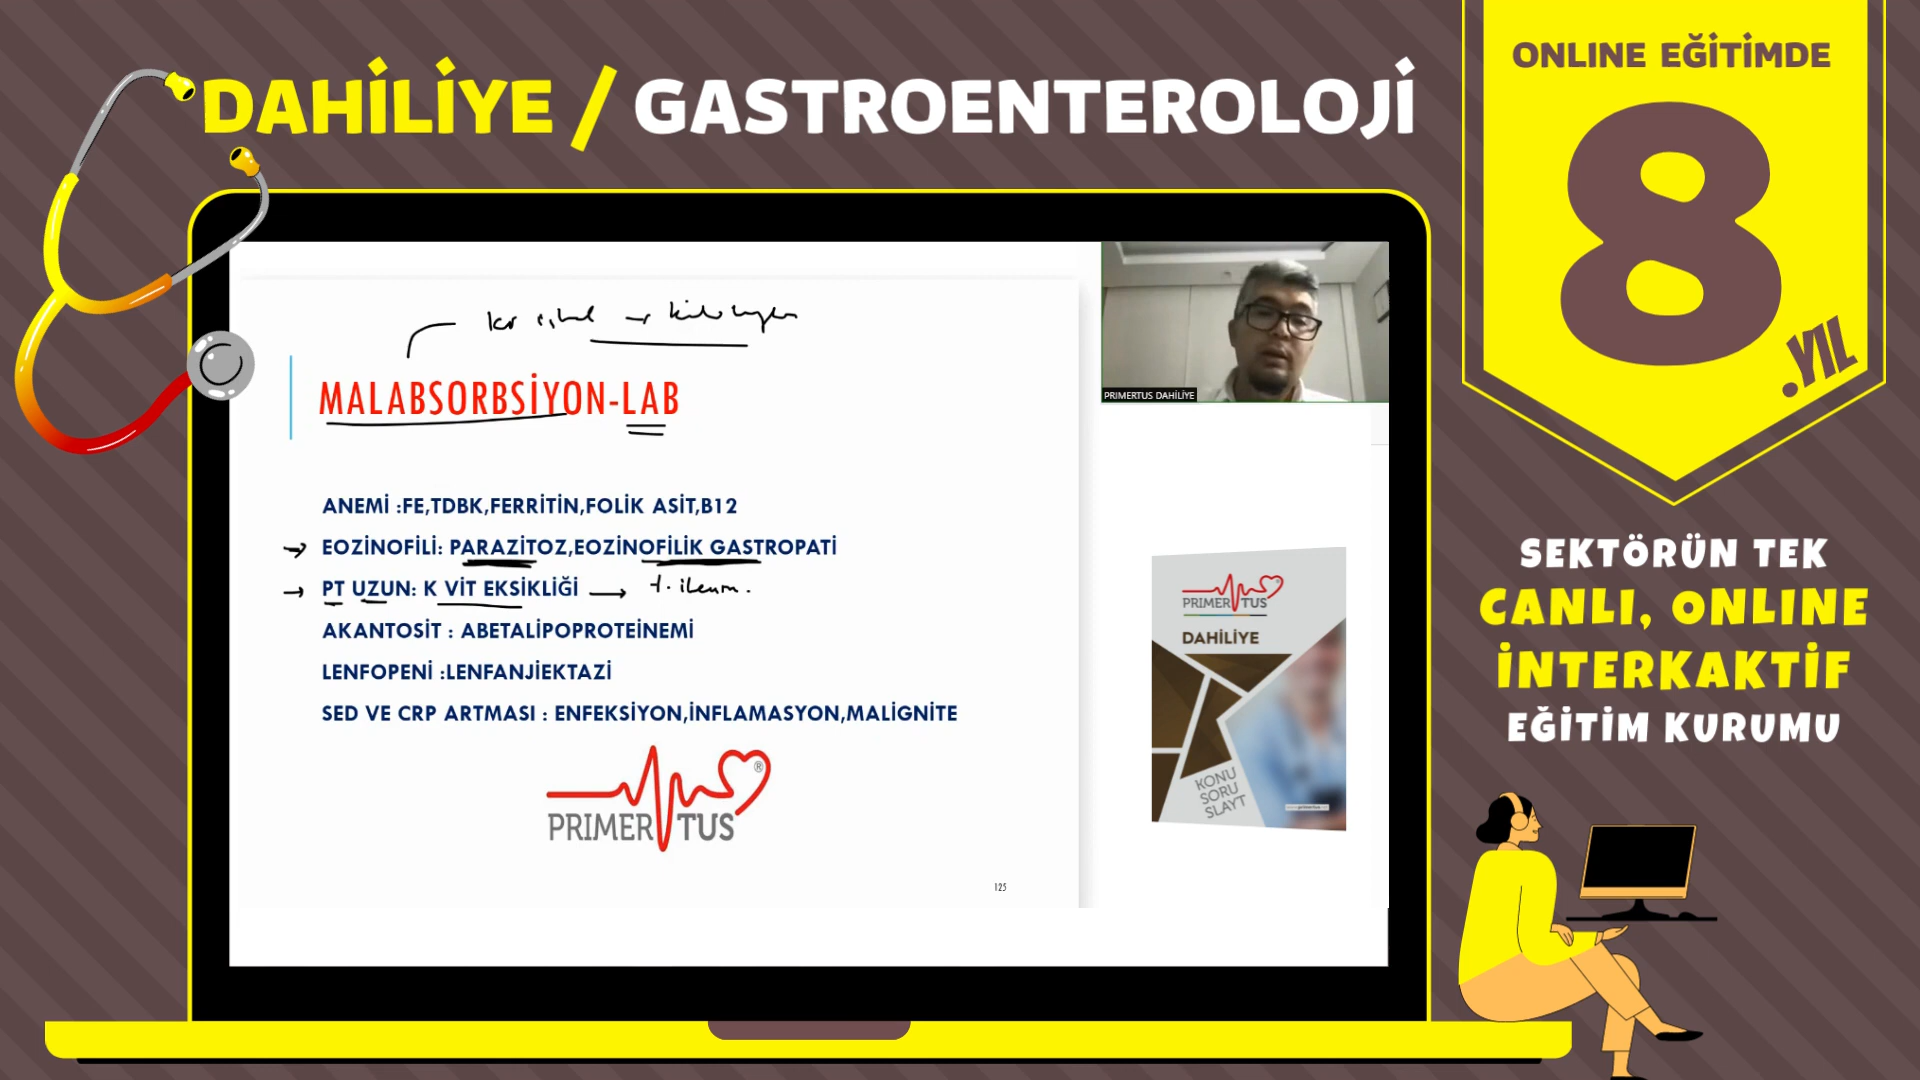 DAHİLİYE / GASTROENTEROLOJİ
ONLINE EĞİTİMDE
8
.YIL
SEKTÖRÜN TEK
CANLI, ONLINE
İNTERKAKTİF
EĞİTİM KURUMU
PRIMERTUS DAHİLİYE
MALABSORBSİYON-LAB
ANEMİ :FE,TDBK,FERRİTİN,FOLİK ASİT,B12
EOZİNOFİLİ: PARAZİTOZ,EOZİNOFİLİK GASTROPATİ
PT UZUN: K VİT EKSİKLİĞİ → t. ileum.
AKANTOSİT : ABETALİPOPROTEİNEMİ
LENFOPENİ :LENFANJİEKTAZİ
SED VE CRP ARTMASI : ENFEKSİYON,İNFLAMASYON,MALİGNİTE
PRIMER TUS ®
125
PRIMER TUS
DAHİLİYE
KONU
SORU
SLAYT